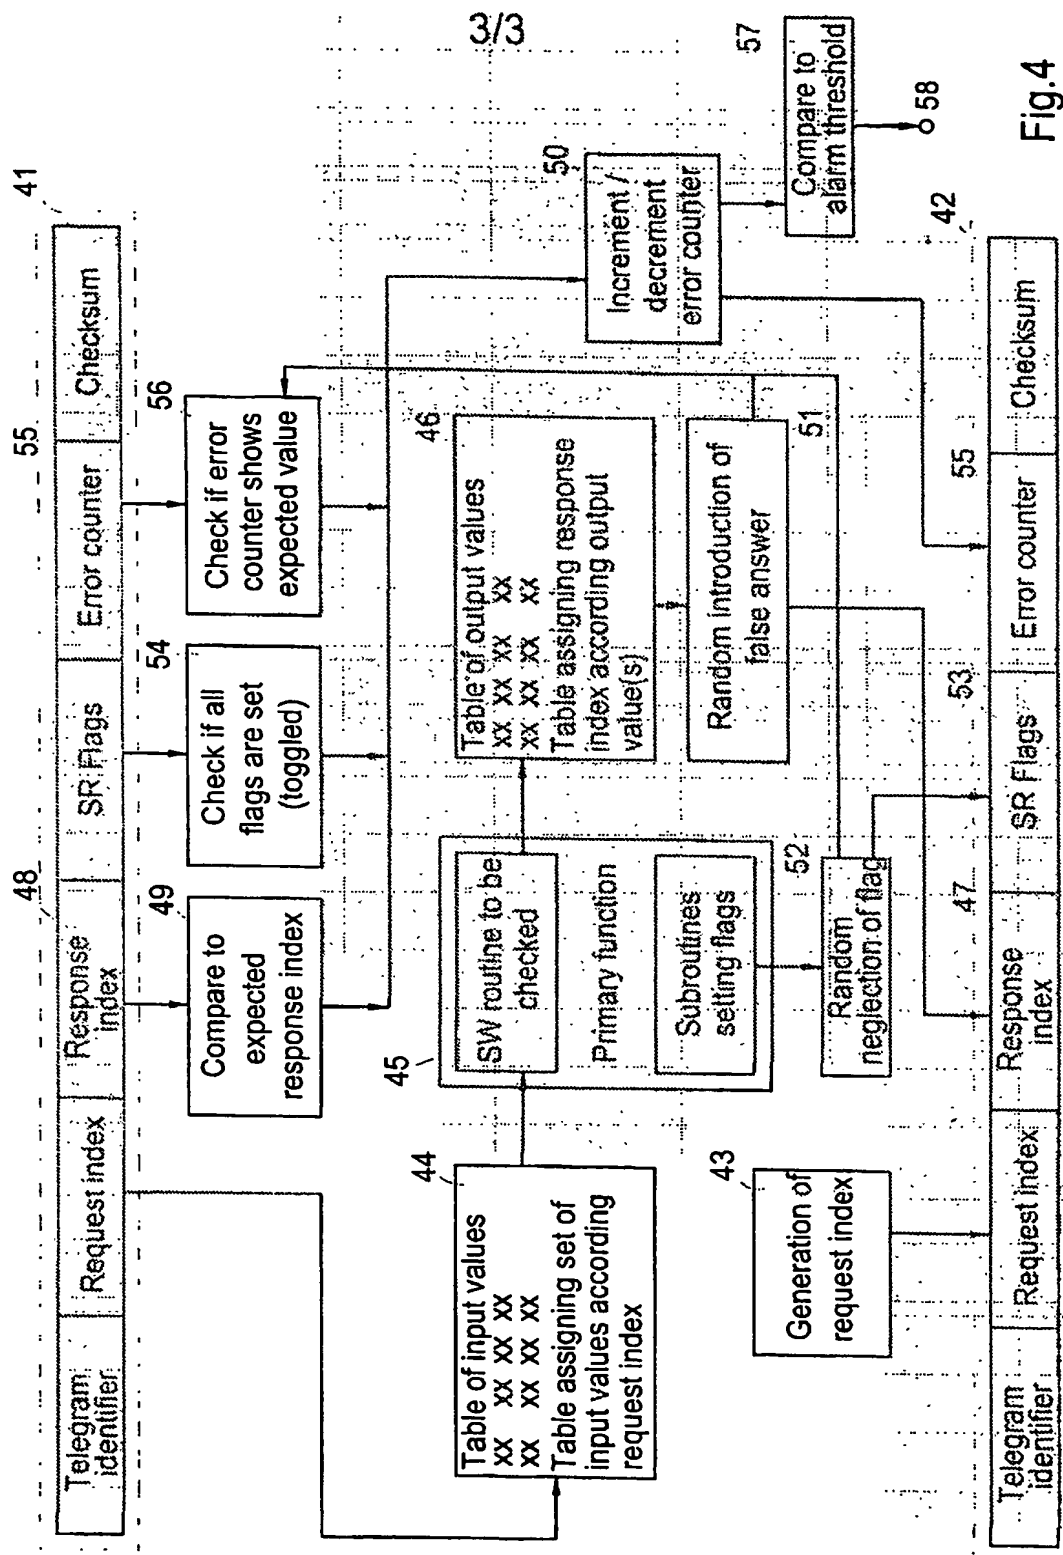 3/3
41
Telegram
identifier
Request index
Response
index
48
SR Flags
Error counter
55
Checksum
49
Compare to
expected
response index
54
Check if all
flags are set
(toggled)
56
Check if error
counter shows
expected value
44
Table of input values
xx xx xx xx xx
xx xx xx xx xx
Table assigning set of
input values according
request index
45
SW routine to be
checked
Primary function
Subroutines
setting flags
46
Table of output values
xx xx xx xx xx
xx xx xx xx xx
Table assigning response
index according output
value(s)
50
Increment /
decrement
error counter
57
Compare to
alarm threshold
58
43
Generation of
request index
52
Random
neglection of flag
51
Random introduction of
false answer
42
Telegram
identifier
Request index
Response
index
47
SR Flags
53
Error counter
55
Checksum
Fig.4